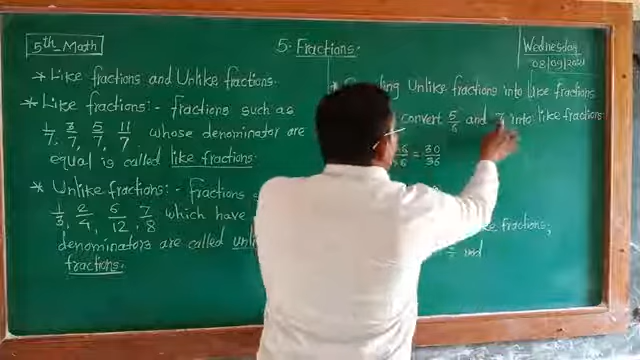 5th Math
5. Fractions.
Wednesday
08/09/2021
* Like fractions and Unlike fractions.
* Like fractions:- fractions such as
1/7, 3/7, 5/7, 11/7 whose denominator are
equal is called like fractions.
* Unlike fractions:- fractions
1/3, 2/4, 6/12, 7/8 which have
denominators are called
fractions.
Unlike fractions into like fractions.
convert 5/6 and into like fractions.
= 30/36
fractions;
and